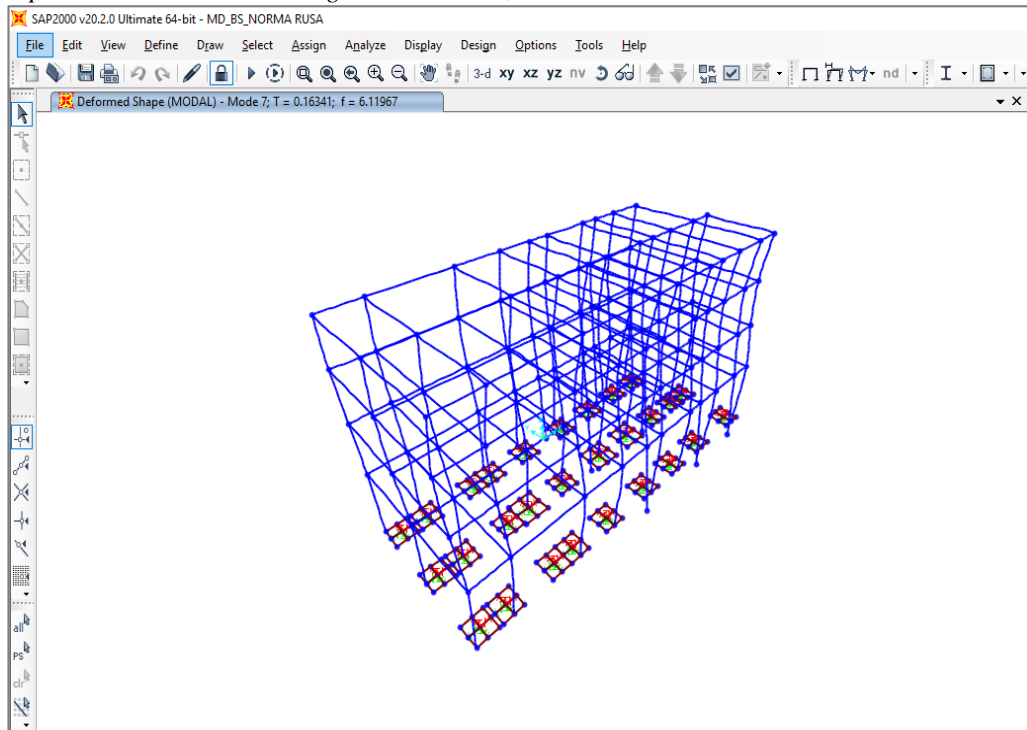 SAP2000 v20.2.0 Ultimate 64-bit - MD_BS_NORMA RUSA
File Edit View Define Draw Select Assign Analyze Display Design Options Tools Help
3-d xy xz yz nv nd
Deformed Shape (MODAL) - Mode 7; T = 0.16341; f = 6.11967
all
PS
clr